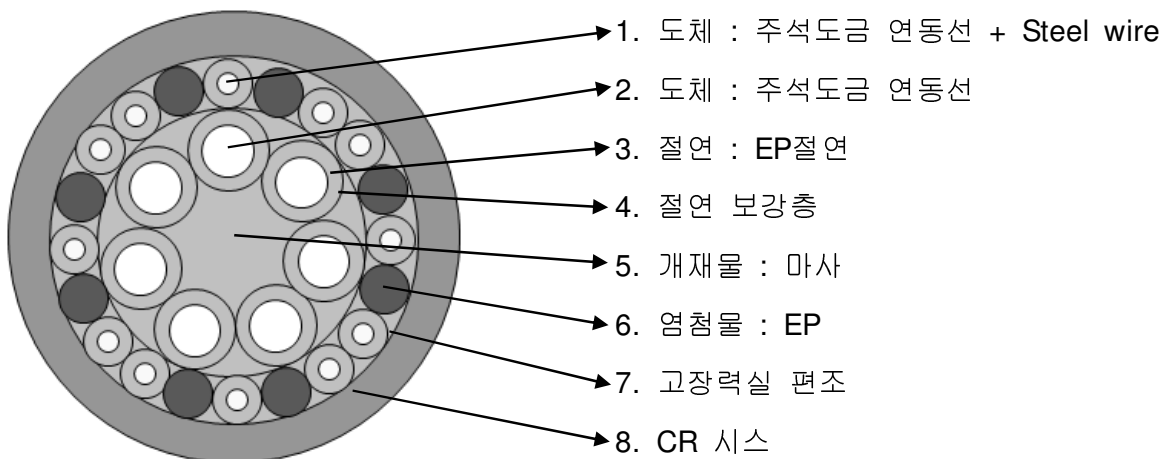 1. 도체 : 주석도금 연동선 + Steel wire
2. 도체 : 주석도금 연동선
3. 절연 : EP절연
4. 절연 보강층
5. 개재물 : 마사
6. 염첨물 : EP
7. 고장력실 편조
8. CR 시스